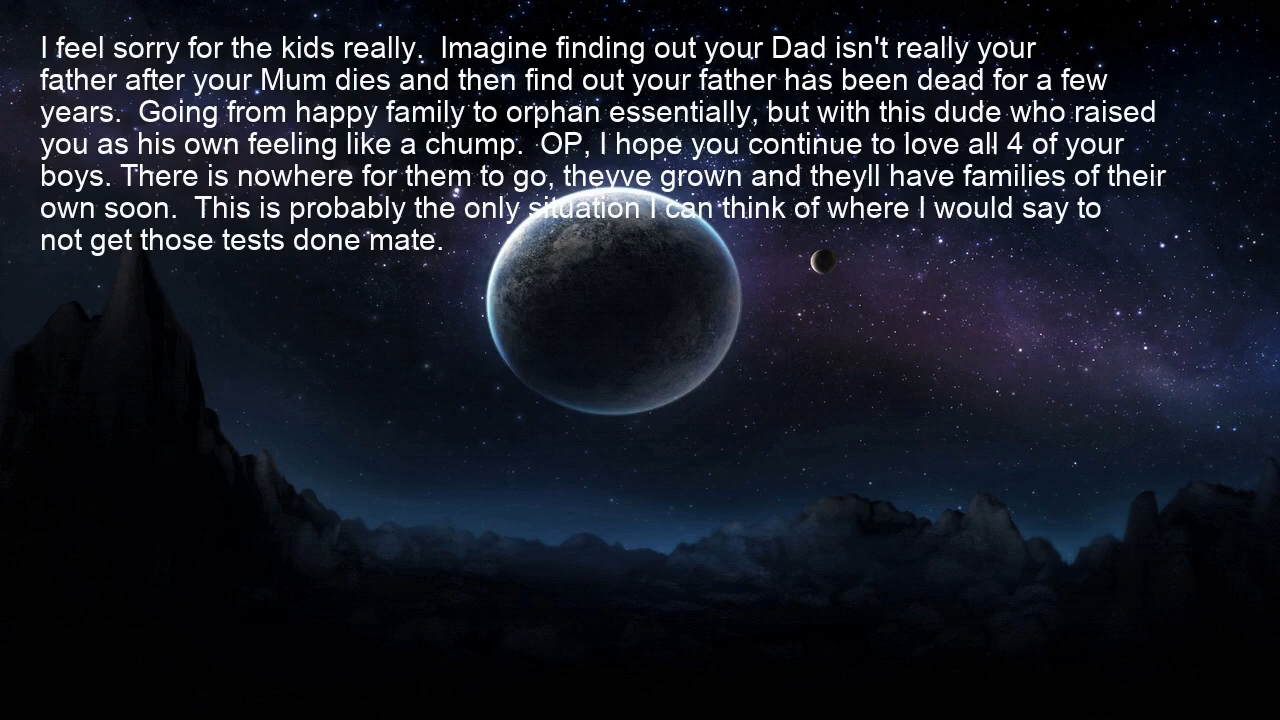 I feel sorry for the kids really.  Imagine finding out your Dad isn't really your
father after your Mum dies and then find out your father has been dead for a few
years.  Going from happy family to orphan essentially, but with this dude who raised
you as his own feeling like a chump.  OP, I hope you continue to love all 4 of your
boys. There is nowhere for them to go, theyve grown and theyll have families of their
own soon.  This is probably the only situation I can think of where I would say to
not get those tests done mate.